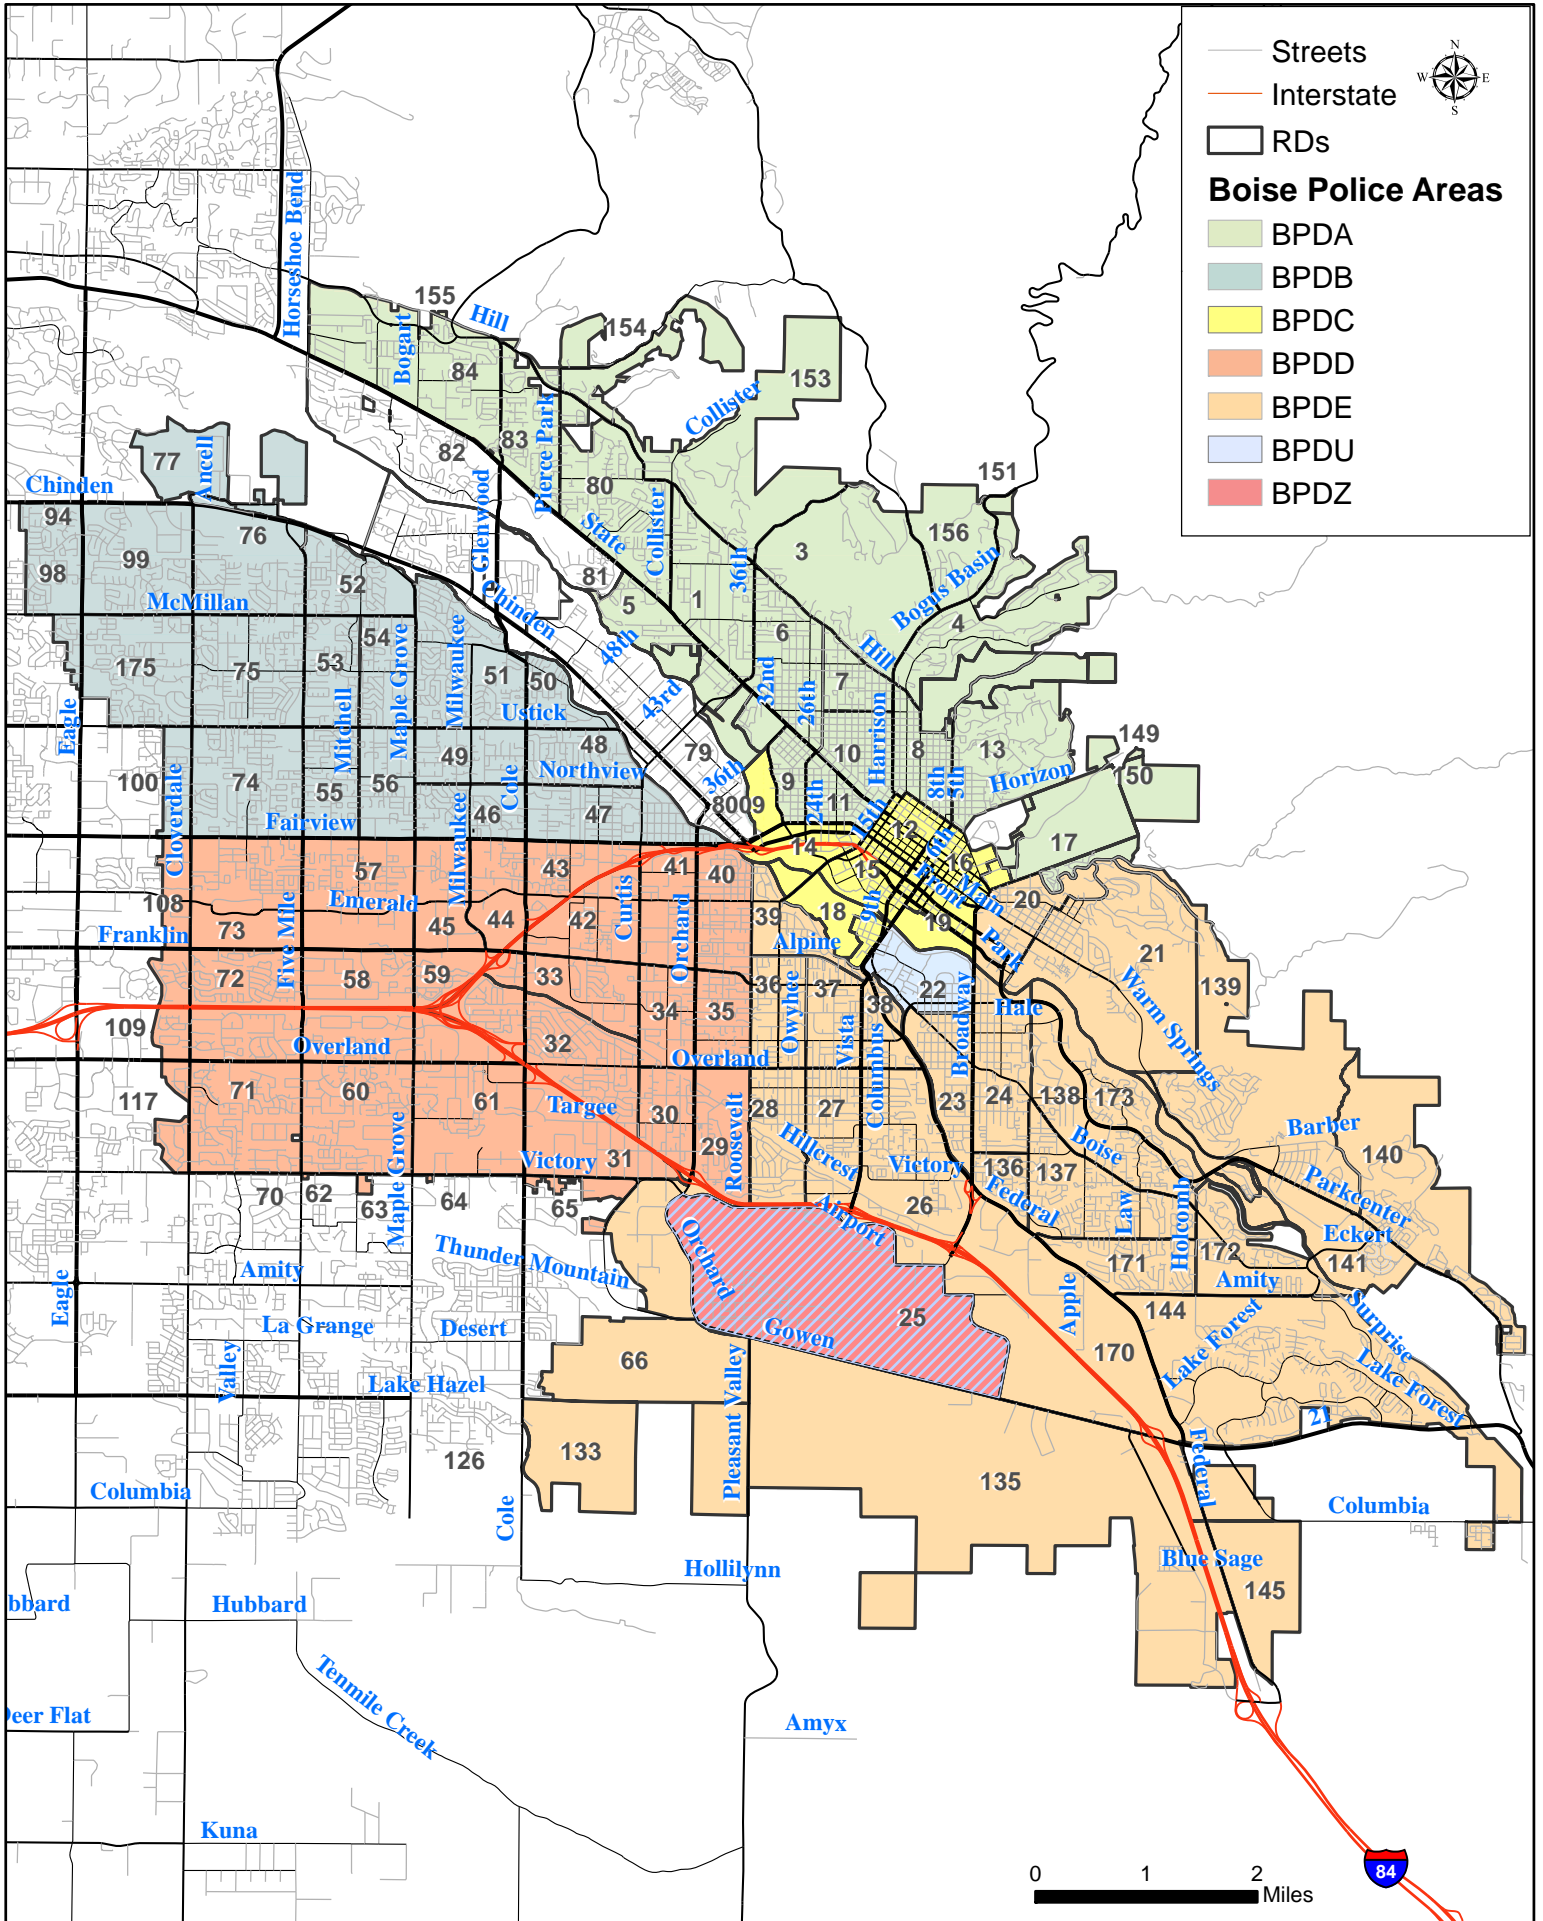 Streets
Interstate
RDs
N
W
E
S
Boise Police Areas
BPDA
BPDB
BPDC
BPDD
BPDE
BPDU
BPDZ
Horseshoe Bend
155
Hill
154
Bogart
84
153
Collister
Pierce Park
83
82
80
77
Ancell
Chinden
Glenwood
State
Collister
151
94
76
99
98
52
81
36th
3
156
Bogus Basin
McMillan
Chinden
5
1
4
54
53
175
75
Maple Grove
Milwaukee
48th
6
Hill
51
50
Ustick
43rd
32nd
26th
7
Eagle
Mitchell
Harrison
49
48
Northview
79
10
8
13
149
150
Horizon
100
Cloverdale
74
55
56
Cole
36th
9
24th
11
8th
5th
Fairview
Milwaukee
46
47
8009
15th
12
6th
17
14
16
57
43
41
40
15
Front
Main
20
Emerald
108
Franklin
73
Five Mile
45
44
42
Curtis
Orchard
39
Alpine
18
9th
19
Park
21
Warm Springs
139
72
58
59
33
36
37
38
22
Broadway
Hale
34
35
Owyhee
Vista
Columbus
109
Overland
32
Overland
117
71
60
61
Targee
30
29
Roosevelt
28
27
23
24
138
173
Barber
140
Maple Grove
Victory
31
Hillcrest
Victory
136
137
Boise
Law
Holcomb
Parkcenter
70
62
63
64
65
26
Federal
Airport
Eckert
Thunder Mountain
Orchard
171
172
141
Amity
Amity
Eagle
La Grange
Desert
Gowen
25
Apple
144
Lake Forest
Surprise
170
66
Valley
Lake Hazel
Pleasant Valley
Lake Forest
21
133
126
135
Federal
Columbia
Cole
Columbia
Hollilynn
Blue Sage
145
bbard
Hubbard
Tenmile Creek
Deer Flat
Amyx
Kuna
84
0
1
2
Miles